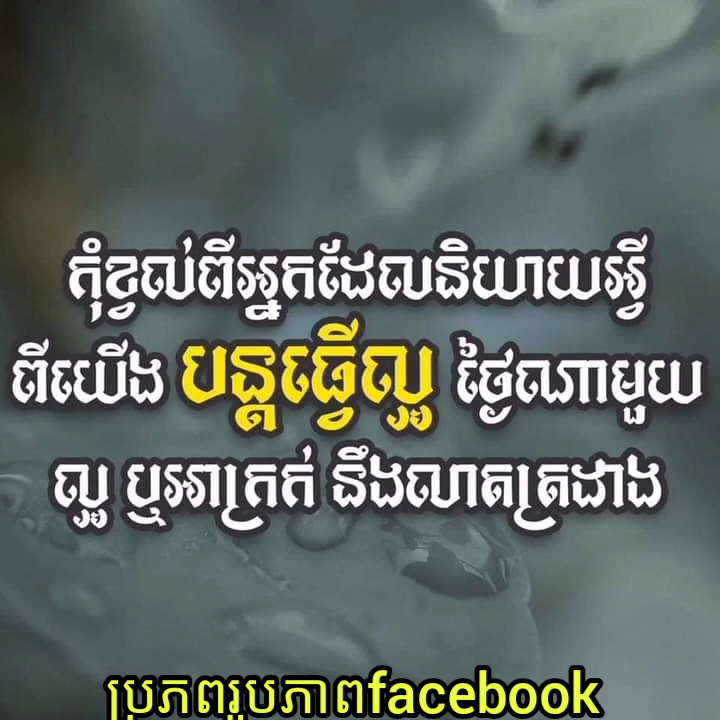 កុំខ្វល់ពីអ្នកដែលនិយាយអ្វី
ពីយើង បន្តធ្វើល្អ ថ្ងៃណាមួយ
ល្អ ឬអាក្រក់ នឹងលាតត្រដាង
ប្រភពរូបភាពfacebook